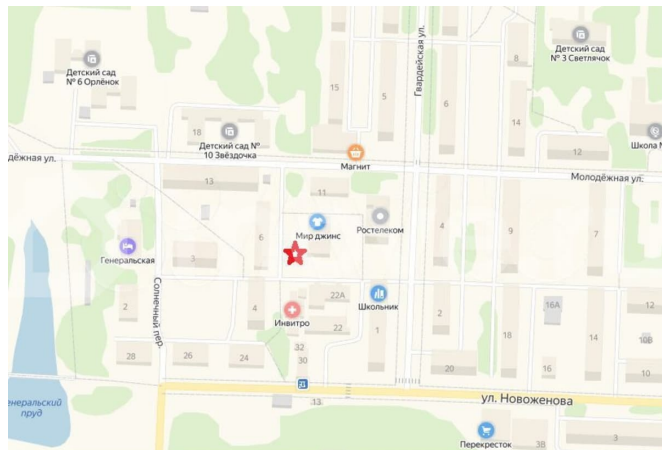 Детский сад
№ 6 Орлёнок
Детский сад
№ 3 Светлячок
Гвардейская ул.
8
15
5
6
14
18
Детский сад №
10 Звёздочка
Магнит
12
Школа №
дёжная ул.
Молодёжная ул.
13
11
Мир джинс
Ростелеком
6
4
9
7
Генеральская
3
Солнечный пер.
2
4
22А
Инвитро
22
Школьник
1
2
16А
18
14
12
10В
32
30
28
26
24
20
16
10
13
ул. Новоженова
енеральский
пруд
Перекресток
3В
3